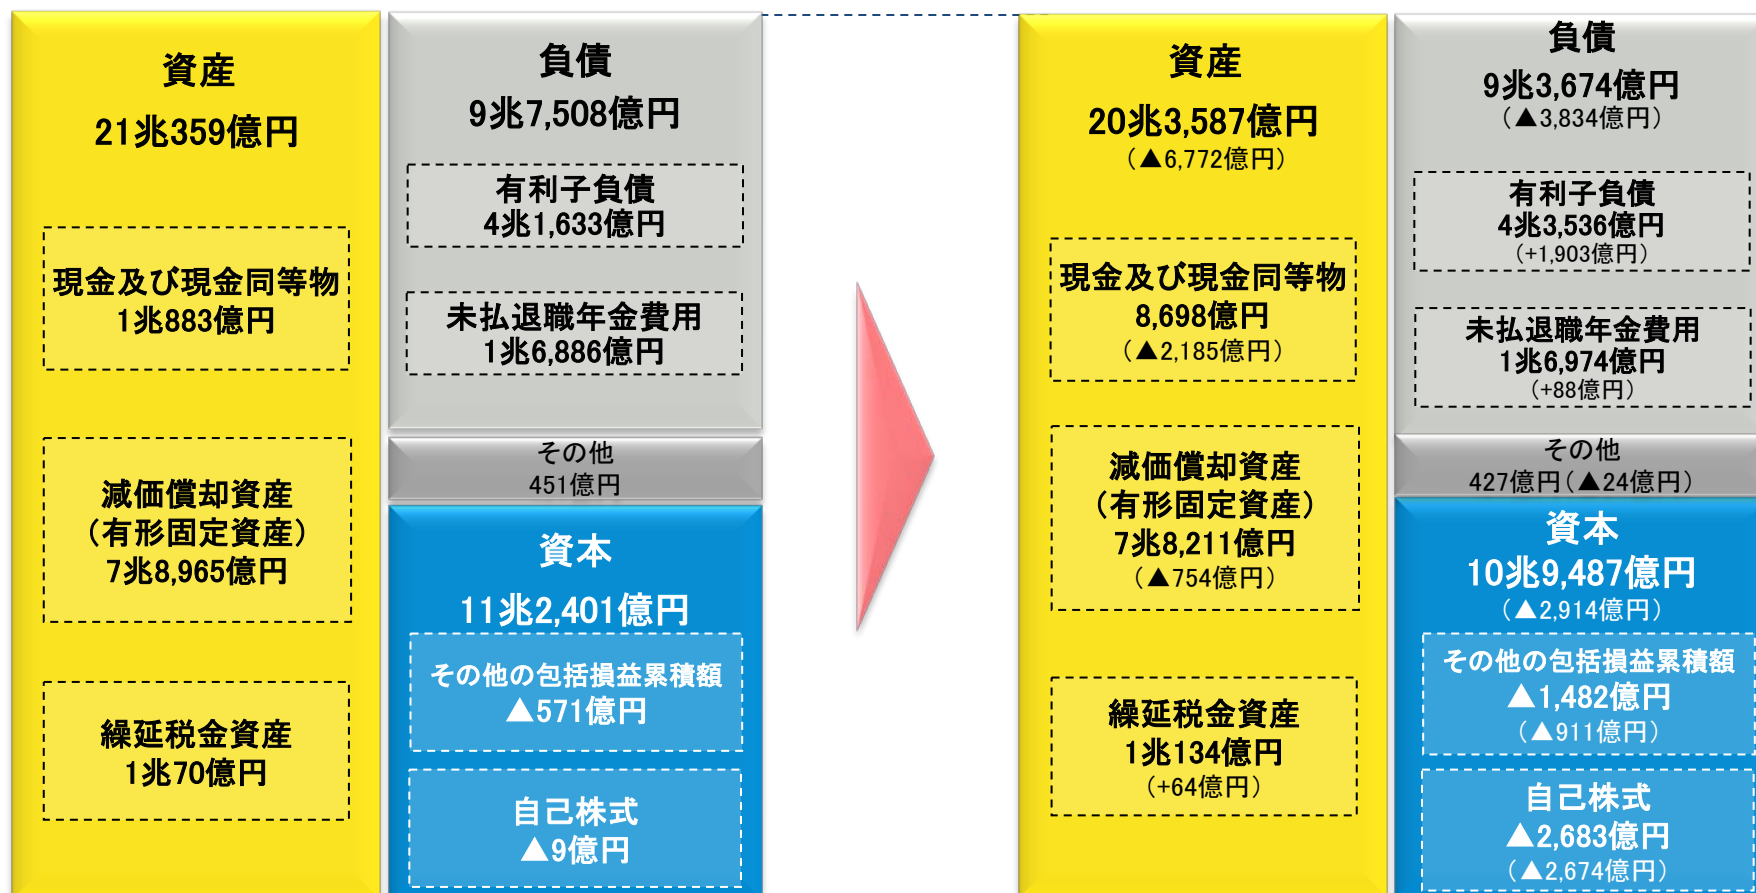 資産
21兆359億円
現金及び現金同等物
1兆883億円
減価償却資産
（有形固定資産）
7兆8,965億円
繰延税金資産
1兆70億円
負債
9兆7,508億円
有利子負債
4兆1,633億円
未払退職年金費用
1兆6,886億円
その他
451億円
資本
11兆2,401億円
その他の包括損益累積額
▲571億円
自己株式
▲9億円
資産
20兆3,587億円
（▲6,772億円）
現金及び現金同等物
8,698億円
（▲2,185億円）
減価償却資産
（有形固定資産）
7兆8,211億円
（▲754億円）
繰延税金資産
1兆134億円
（+64億円）
負債
9兆3,674億円
（▲3,834億円）
有利子負債
4兆3,536億円
（+1,903億円）
未払退職年金費用
1兆6,974億円
（+88億円）
その他
427億円（▲24億円）
資本
10兆9,487億円
（▲2,914億円）
その他の包括損益累積額
▲1,482億円
（▲911億円）
自己株式
▲2,683億円
（▲2,674億円）